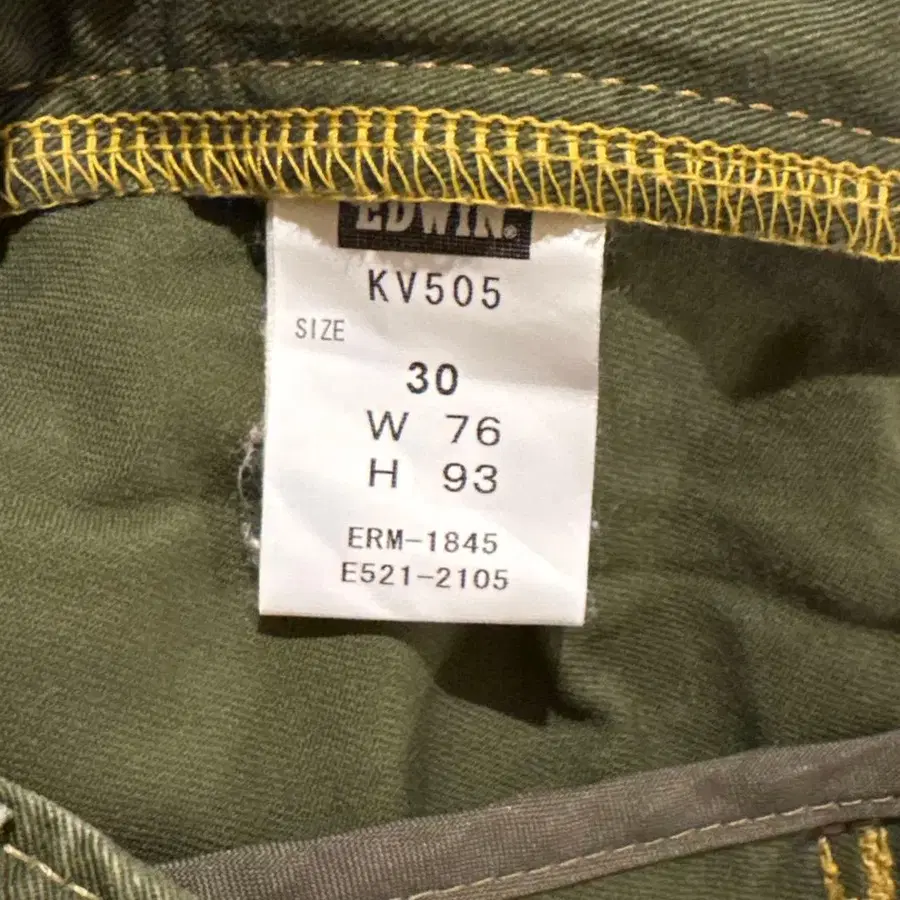 EDWIN®
KV505
SIZE
30
W 76
H 93
ERM-1845
E521-2105